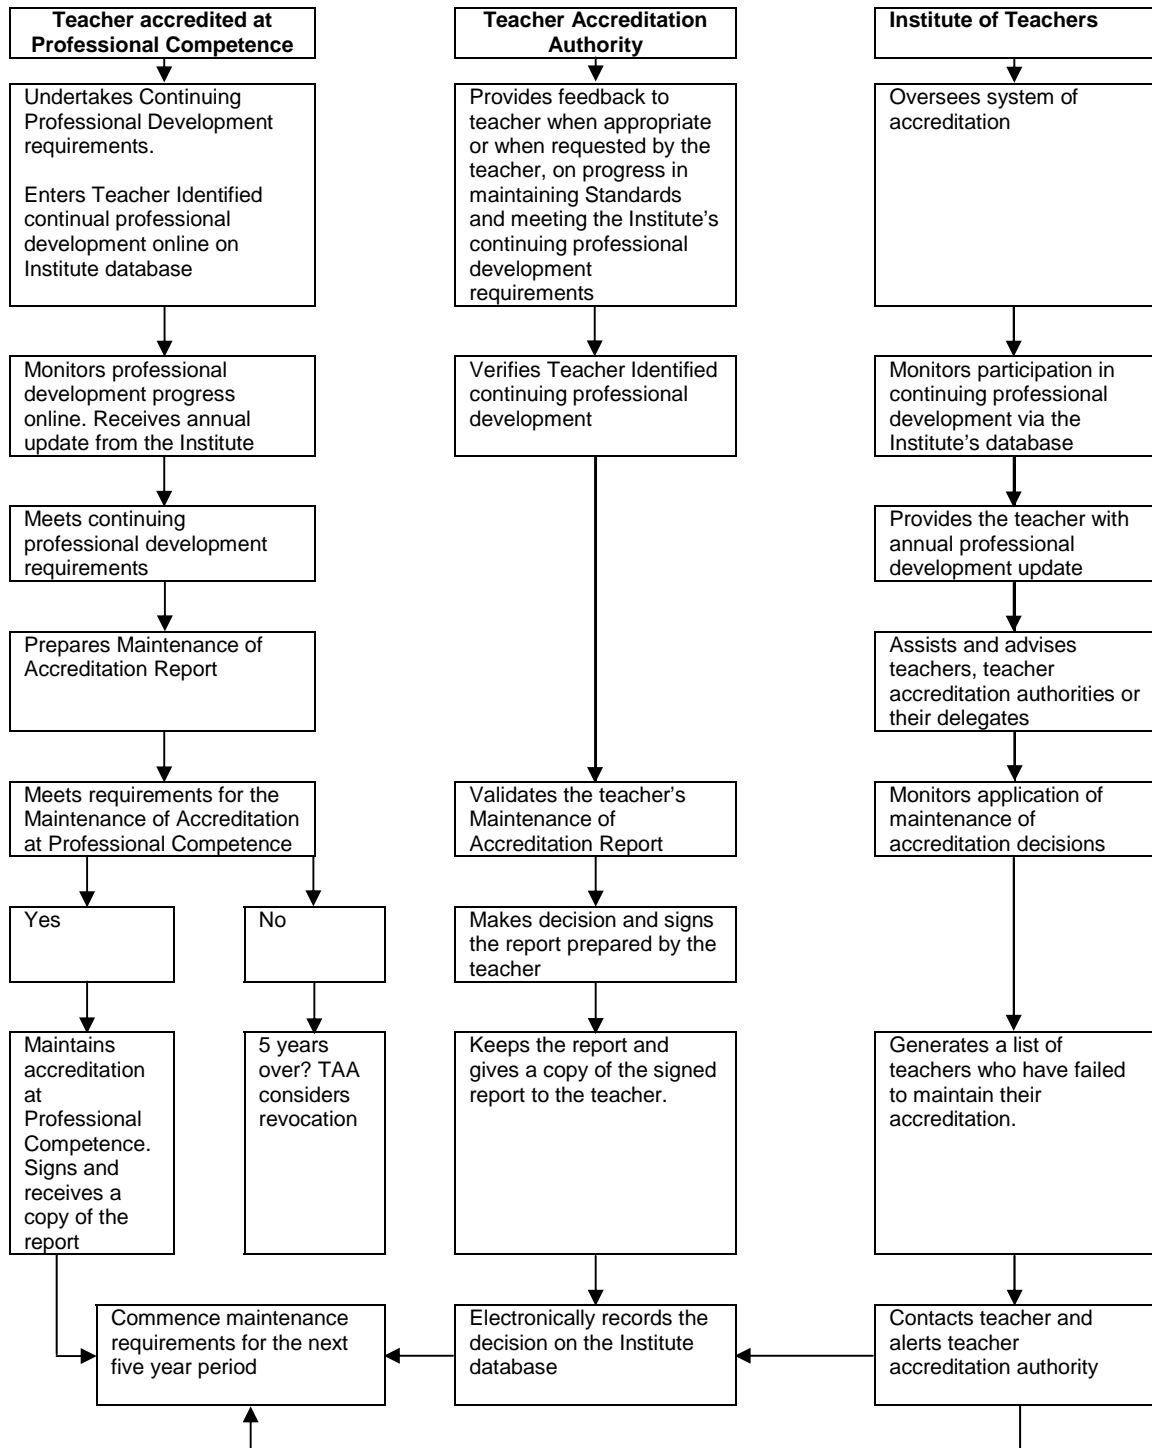 Teacher accredited at
Professional Competence
Undertakes Continuing
Professional Development
requirements.
Enters Teacher Identified
continual professional
development online on
Institute database
Monitors professional
development progress
online. Receives annual
update from the Institute
Meets continuing
professional development
requirements
Prepares Maintenance of
Accreditation Report
Meets requirements for the
Maintenance of Accreditation
at Professional Competence
Yes
No
Maintains
accreditation
at
Professional
Competence.
Signs and
receives a
copy of the
report
5 years
over? TAA
considers
revocation
Commence maintenance
requirements for the next
five year period
Teacher Accreditation
Authority
Provides feedback to
teacher when appropriate
or when requested by the
teacher, on progress in
maintaining Standards
and meeting the Institute's
continuing professional
development
requirements
Verifies Teacher Identified
continuing professional
development
Validates the teacher's
Maintenance of
Accreditation Report
Makes decision and signs
the report prepared by the
teacher
Keeps the report and
gives a copy of the signed
report to the teacher.
Electronically records the
decision on the Institute
database
Institute of Teachers
Oversees system of
accreditation
Monitors participation in
continuing professional
development via the
Institute's database
Provides the teacher with
annual professional
development update
Assists and advises
teachers, teacher
accreditation authorities or
their delegates
Monitors application of
maintenance of
accreditation decisions
Generates a list of
teachers who have failed
to maintain their
accreditation.
Contacts teacher and
alerts teacher
accreditation authority